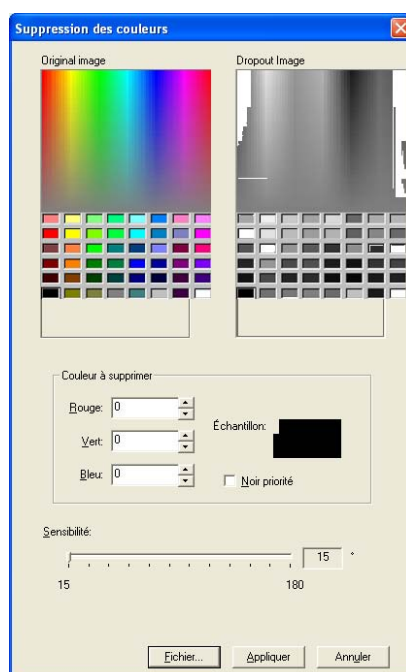 Suppression des couleurs
Original image Dropout Image
Couleur à supprimer
Rouge: 0
Vert: 0
Bleu: 0
Échantillon:
Noir priorité
Sensibilité:
15 °
15 180
Fichier... Appliquer Annuler